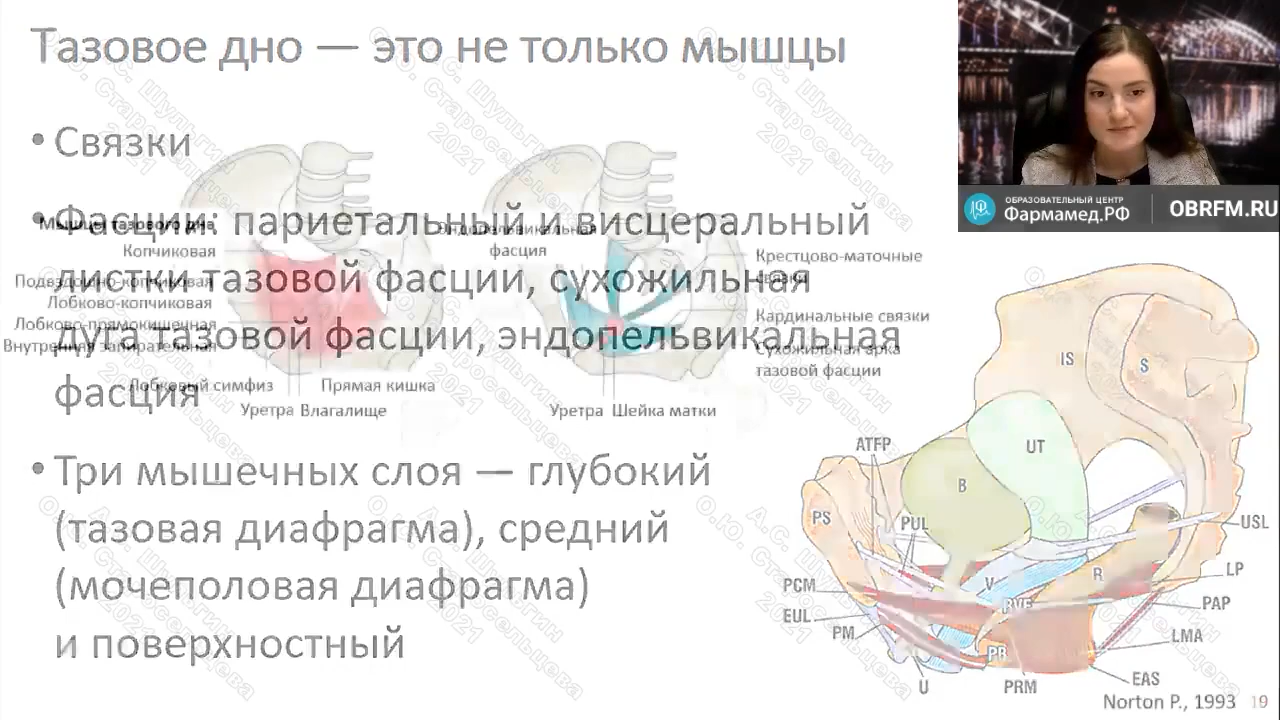 Тазовое дно — это не только мышцы
• Связки
• Фасции: париетальный и висцеральный
листки тазовой фасции, сухожильная
дуга тазовой фасции, эндопельвикальная
фасция
• Три мышечных слоя — глубокий
(тазовая диафрагма), средний
(мочеполовая диафрагма)
и поверхностный
Мышцы тазового дна
Копчиковая
Подвздошно-копчиковая
Лобково-копчиковая
Лобково-прямокишечная
Внутренняя запирательная
Лобковый симфиз
Прямая кишка
Уретра Влагалище
Эндопельвикальная
фасция
Крестцово-маточные
связки
Кардинальные связки
Сухожильная арка
тазовой фасции
Уретра Шейка матки
IS
S
UT
ATFP
B
PS
PUL
USL
PCM
V
R
LP
EUL
RVF
PAP
PM
PB
LMA
U
PRM
EAS
Norton P., 1993
19
ОБРАЗОВАТЕЛЬНЫЙ ЦЕНТР
Фармамед.РФ
OBRFM.RU
А.С. Шульгин
О.Ю. Старосельцева
2021